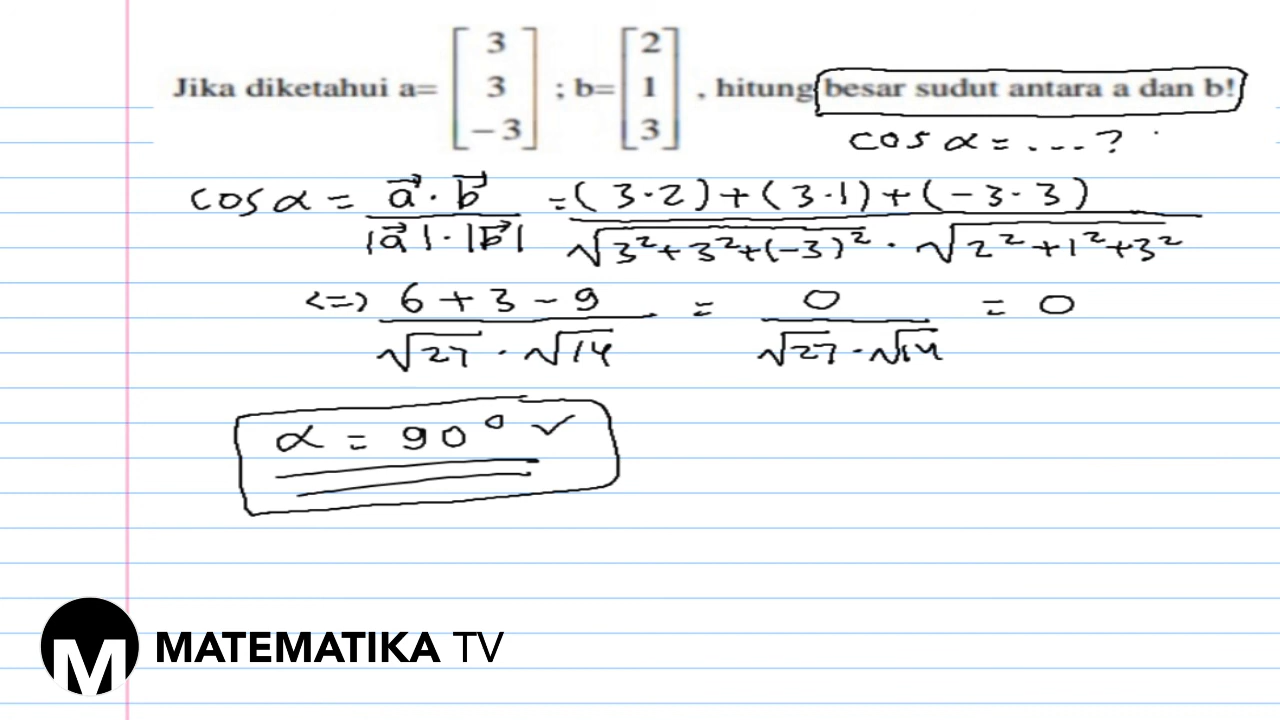 Jika diketahui a= [3 3 −3] ; b= [2 1 3] , hitung besar sudut antara a dan b!
cos α = ...?
cos α = a⃗ · b⃗ / |a⃗| · |b⃗| = (3·2) + (3·1) + (−3·3) / √3²+3²+(−3)² · √2²+1²+3²
<=> 6 + 3 − 9 / √27 · √14 = 0 / √27 · √14 = 0
α = 90° ✓
M MATEMATIKA TV